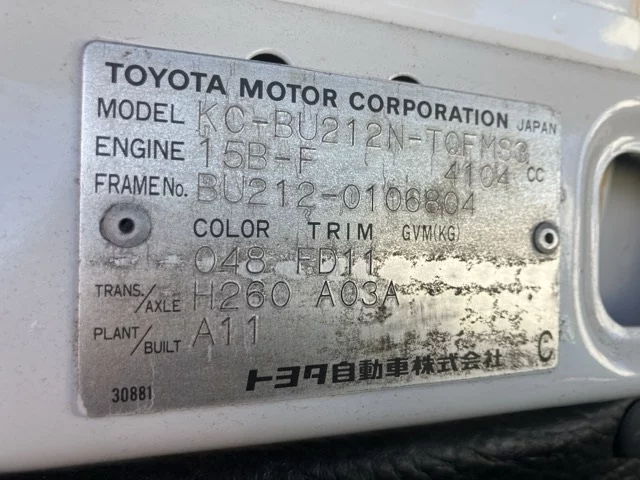 TOYOTA MOTOR CORPORATION JAPAN
MODEL KC-BU212N-TQFMS3
ENGINE 15B-F 4104 CC
FRAME No. BU212-0106804
COLOR TRIM GVM(KG)
048 FD11
TRANS./AXLE H260 A03A
PLANT/BUILT A11
トヨタ自動車株式会社 C
30881